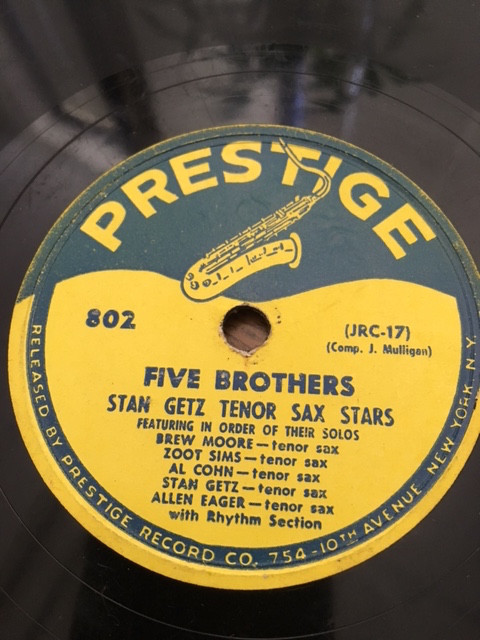 PRESTIGE
802
(JRC-17)
(Comp. J. Mulligan)
FIVE BROTHERS
STAN GETZ TENOR SAX STARS
FEATURING IN ORDER OF THEIR SOLOS
BREW MOORE—tenor sax
ZOOT SIMS—tenor sax
AL COHN—tenor sax
STAN GETZ—tenor sax
ALLEN EAGER—tenor sax
with Rhythm Section
RELEASED BY PRESTIGE RECORD CO. 754-10TH AVENUE NEW YORK N.Y.